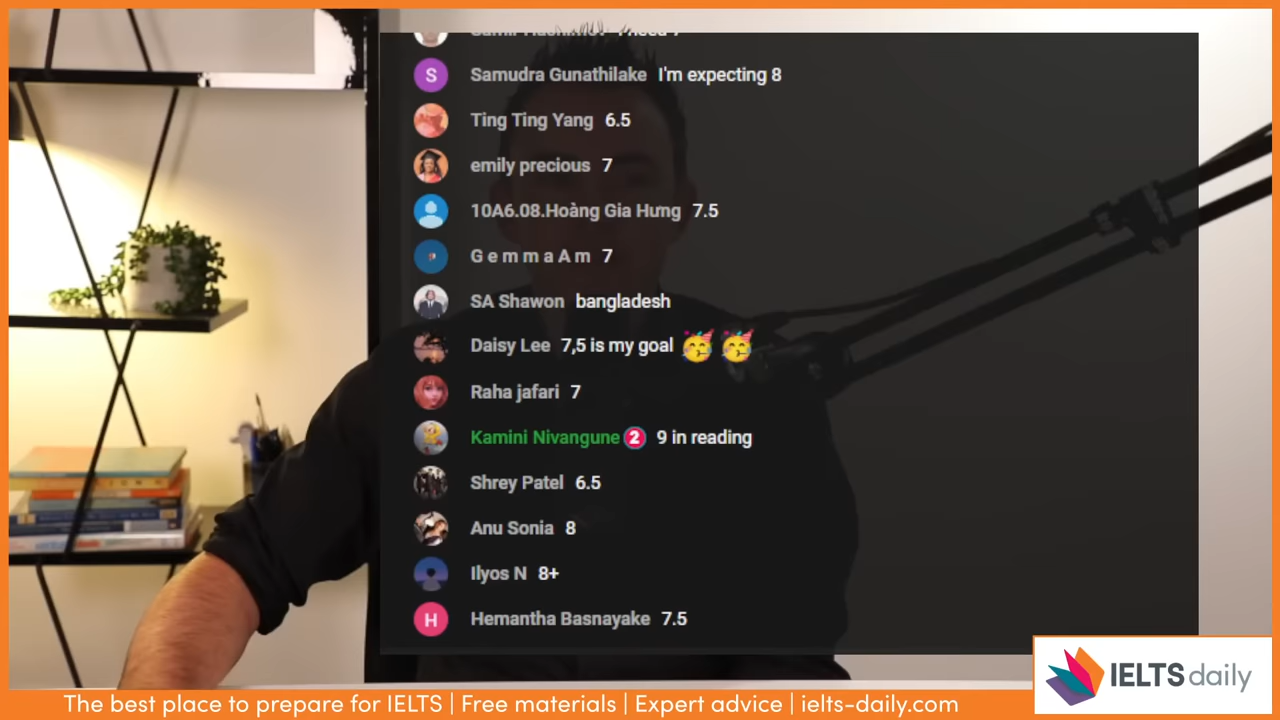 S Samudra Gunathilake I'm expecting 8
Ting Ting Yang 6.5
emily precious 7
10A6.08.Hoàng Gia Hưng 7.5
G e m m a A m 7
SA Shawon bangladesh
Daisy Lee 7,5 is my goal 🥳 🥳
Raha jafari 7
Kamini Nivangune 2 9 in reading
Shrey Patel 6.5
Anu Sonia 8
Ilyos N 8+
H Hemantha Basnayake 7.5
IELTS daily
The best place to prepare for IELTS | Free materials | Expert advice | ielts-daily.com